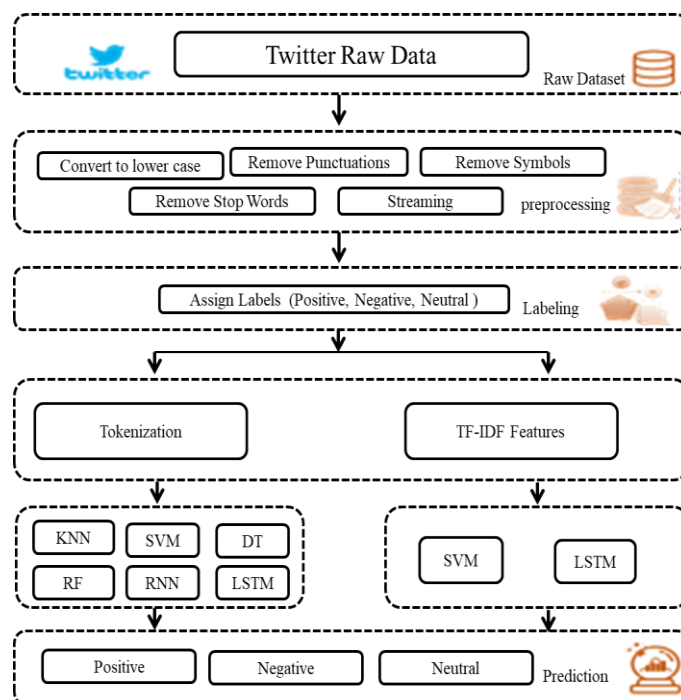 twitter
Twitter Raw Data
Raw Dataset
Convert to lower case
Remove Punctuations
Remove Symbols
Remove Stop Words
Streaming
preprocessing
Assign Labels (Positive, Negative, Neutral )
Labeling
Tokenization
TF-IDF Features
KNN
SVM
DT
RF
RNN
LSTM
SVM
LSTM
Positive
Negative
Neutral
Prediction